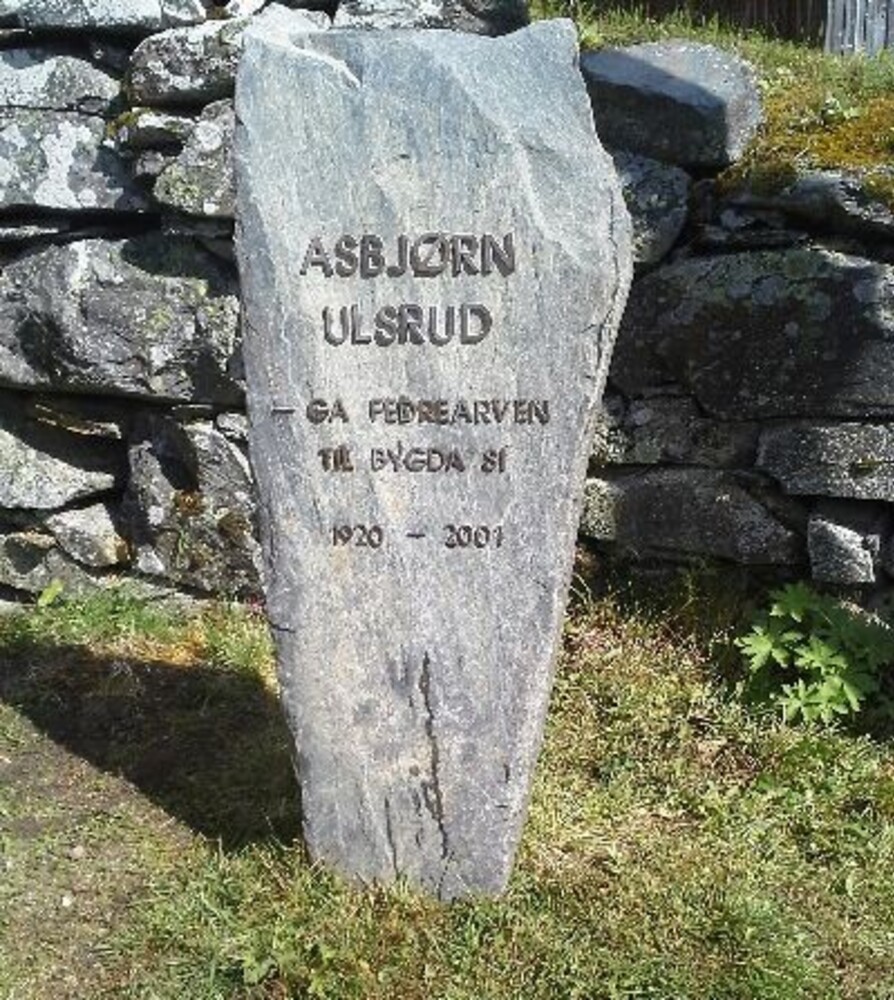 ASBJØRN
ULSRUD
– GA FEDREARVEN
TIL BYGDA SI
1920 – 2001